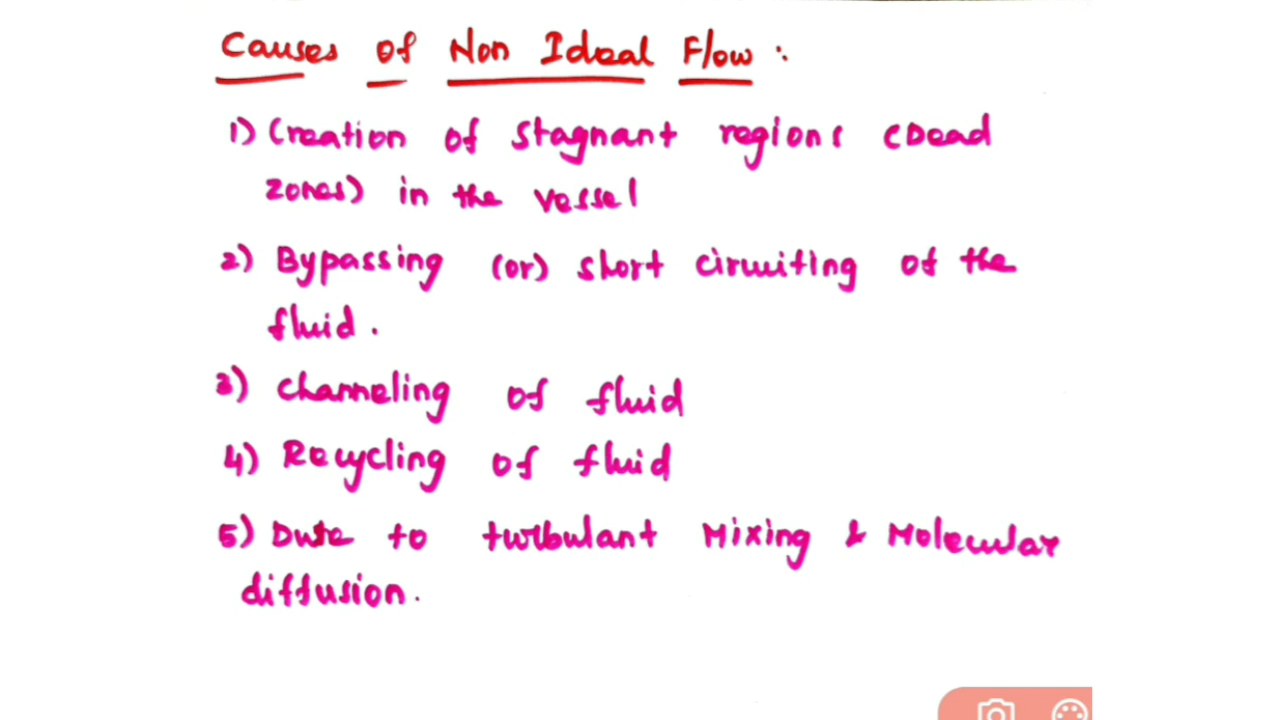 Causes of Non Ideal Flow :
1) Creation of stagnant regions (Dead
zones) in the vessel
2) Bypassing (or) short circuiting of the
fluid.
3) channeling of fluid
4) Recycling of fluid
5) Due to turbulant Mixing & Molecular
diffusion.